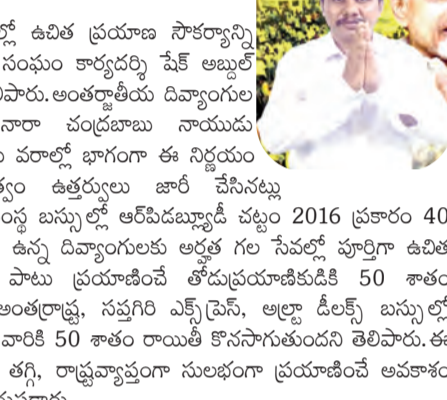 ల్లో ఉచిత ప్రయాణ సౌకర్యాన్ని
సంఘం కార్యదర్శి షేక్ అబ్దుల్
పారు.అంతర్జాతీయ దివ్యాంగుల
నారా చంద్రబాబు నాయుడు
వరాల్లో భాగంగా ఈ నిర్ణయం
త్వం ఉత్తర్వులు జారీ చేసినట్లు
సంస్థ బస్సుల్లో ఆర్‌పిడబ్ల్యూడీ చట్టం 2016 ప్రకారం 40
ఉన్న దివ్యాంగులకు అర్హత గల సేవల్లో పూర్తిగా ఉచిత
పాటు ప్రయాణించే తోడుప్రయాణికుడికి 50 శాతం
అంతర్రాష్ట్ర, సప్తగిరి ఎక్స్‌ప్రెస్, అల్ట్రా డీలక్స్ బస్సుల్లో
వారికి 50 శాతం రాయితీ కొనసాగుతుందని తెలిపారు.ఈ
తగ్గి, రాష్ట్రవ్యాప్తంగా సులభంగా ప్రయాణించే అవకాశం